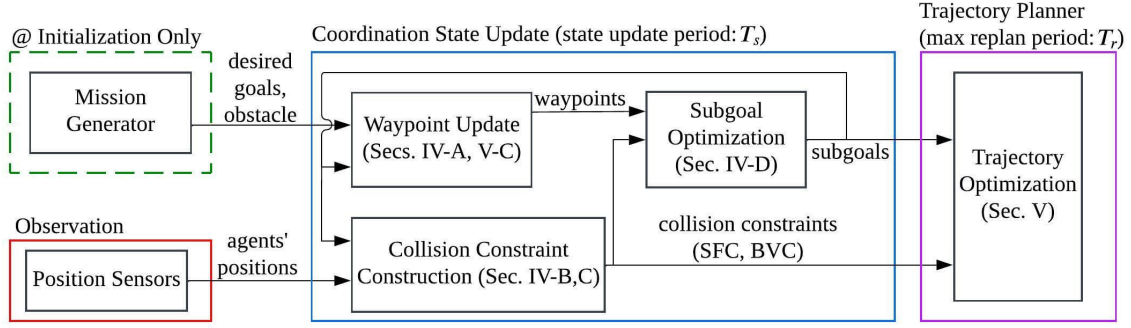 @ Initialization Only
Mission
Generator
desired
goals,
obstacle
Observation
Position Sensors
agents'
positions
Coordination State Update (state update period: Tₛ)
Waypoint Update
(Secs. IV-A, V-C)
waypoints
Subgoal
Optimization
(Sec. IV-D)
subgoals
Collision Constraint
Construction (Sec. IV-B,C)
collision constraints
(SFC, BVC)
Trajectory Planner
(max replan period: Tᵣ)
Trajectory
Optimization
(Sec. V)